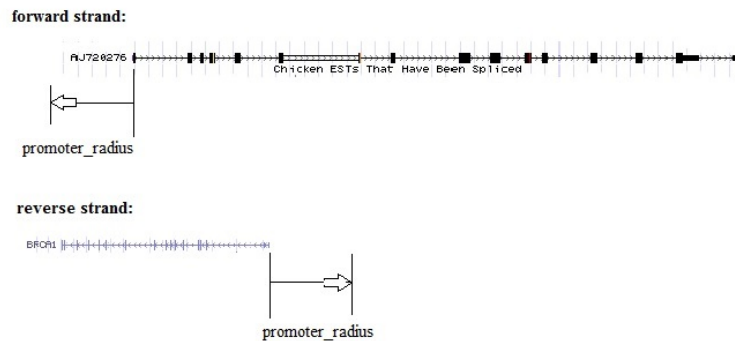 forward strand:
AJ720276
Chicken ESTs That Have Been Spliced
promoter_radius
reverse strand:
BRCA1
promoter_radius